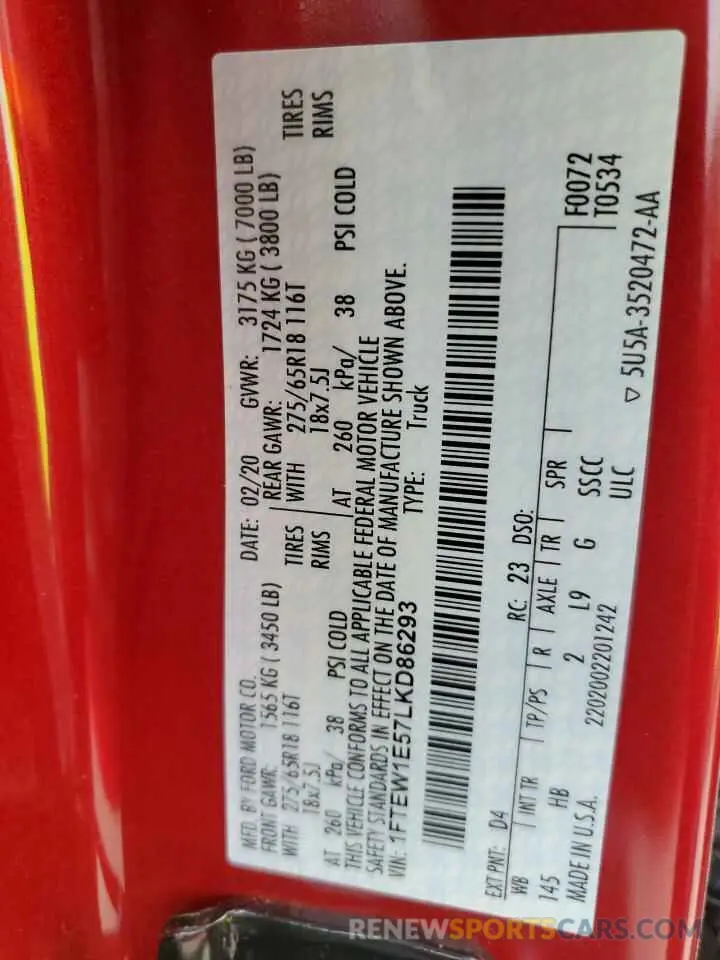 MFD. BY FORD MOTOR CO.
DATE: 02/20 GVWR: 3175 KG ( 7000 LB)
FRONT GAWR: 1565 KG ( 3450 LB)
REAR GAWR: 1724 KG ( 3800 LB)
WITH 275/65R18 116T TIRES
WITH 275/65R18 116T TIRES
18x7.5J RIMS
18x7.5J RIMS
AT 260 kPa/ 38 PSI COLD
AT 260 kPa/ 38 PSI COLD
THIS VEHICLE CONFORMS TO ALL APPLICABLE FEDERAL MOTOR VEHICLE
SAFETY STANDARDS IN EFFECT ON THE DATE OF MANUFACTURE SHOWN ABOVE.
VIN: 1FTEW1E57LKD86293 TYPE: Truck
F0072
T0534
EXT PNT: D4 RC: 23 DSO:
WB INT TR TP/PS R AXLE TR SPR
145 HB 2 L9 G SSCC
ULC
MADE IN U.S.A. 2202002201242
▽ 5U5A-3520472-AA
RENEWSPORTSCARS.COM